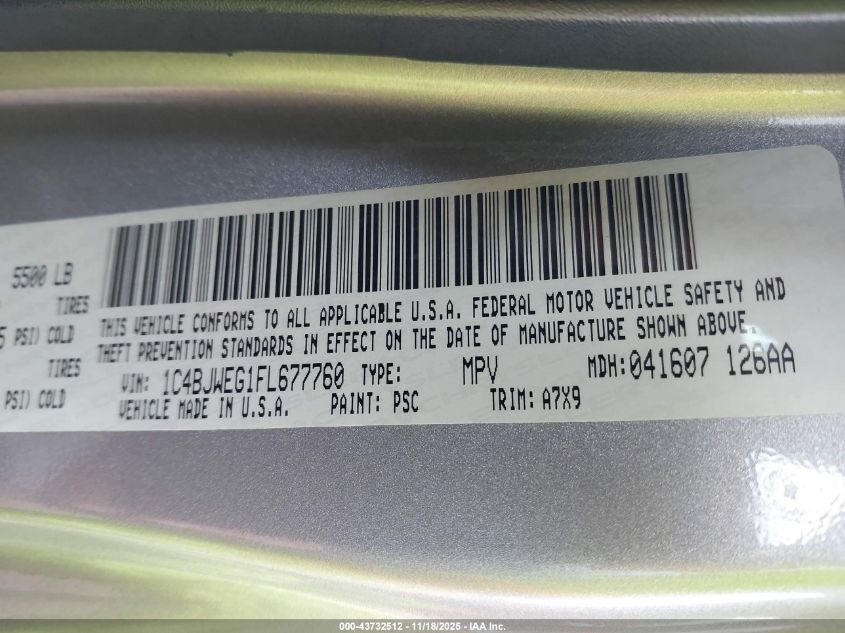 5500 LB
TIRES
5 PSI) COLD
TIRES
PSI) COLD
THIS VEHICLE CONFORMS TO ALL APPLICABLE U.S.A. FEDERAL MOTOR VEHICLE SAFETY AND
THEFT PREVENTION STANDARDS IN EFFECT ON THE DATE OF MANUFACTURE SHOWN ABOVE.
VIN: 1C4BJWEG1FL677760 TYPE: MPV MDH:041607 126AA
VEHICLE MADE IN U.S.A. PAINT: PSC TRIM: A7X9
000-43732512 - 11/18/2025 - IAA Inc.